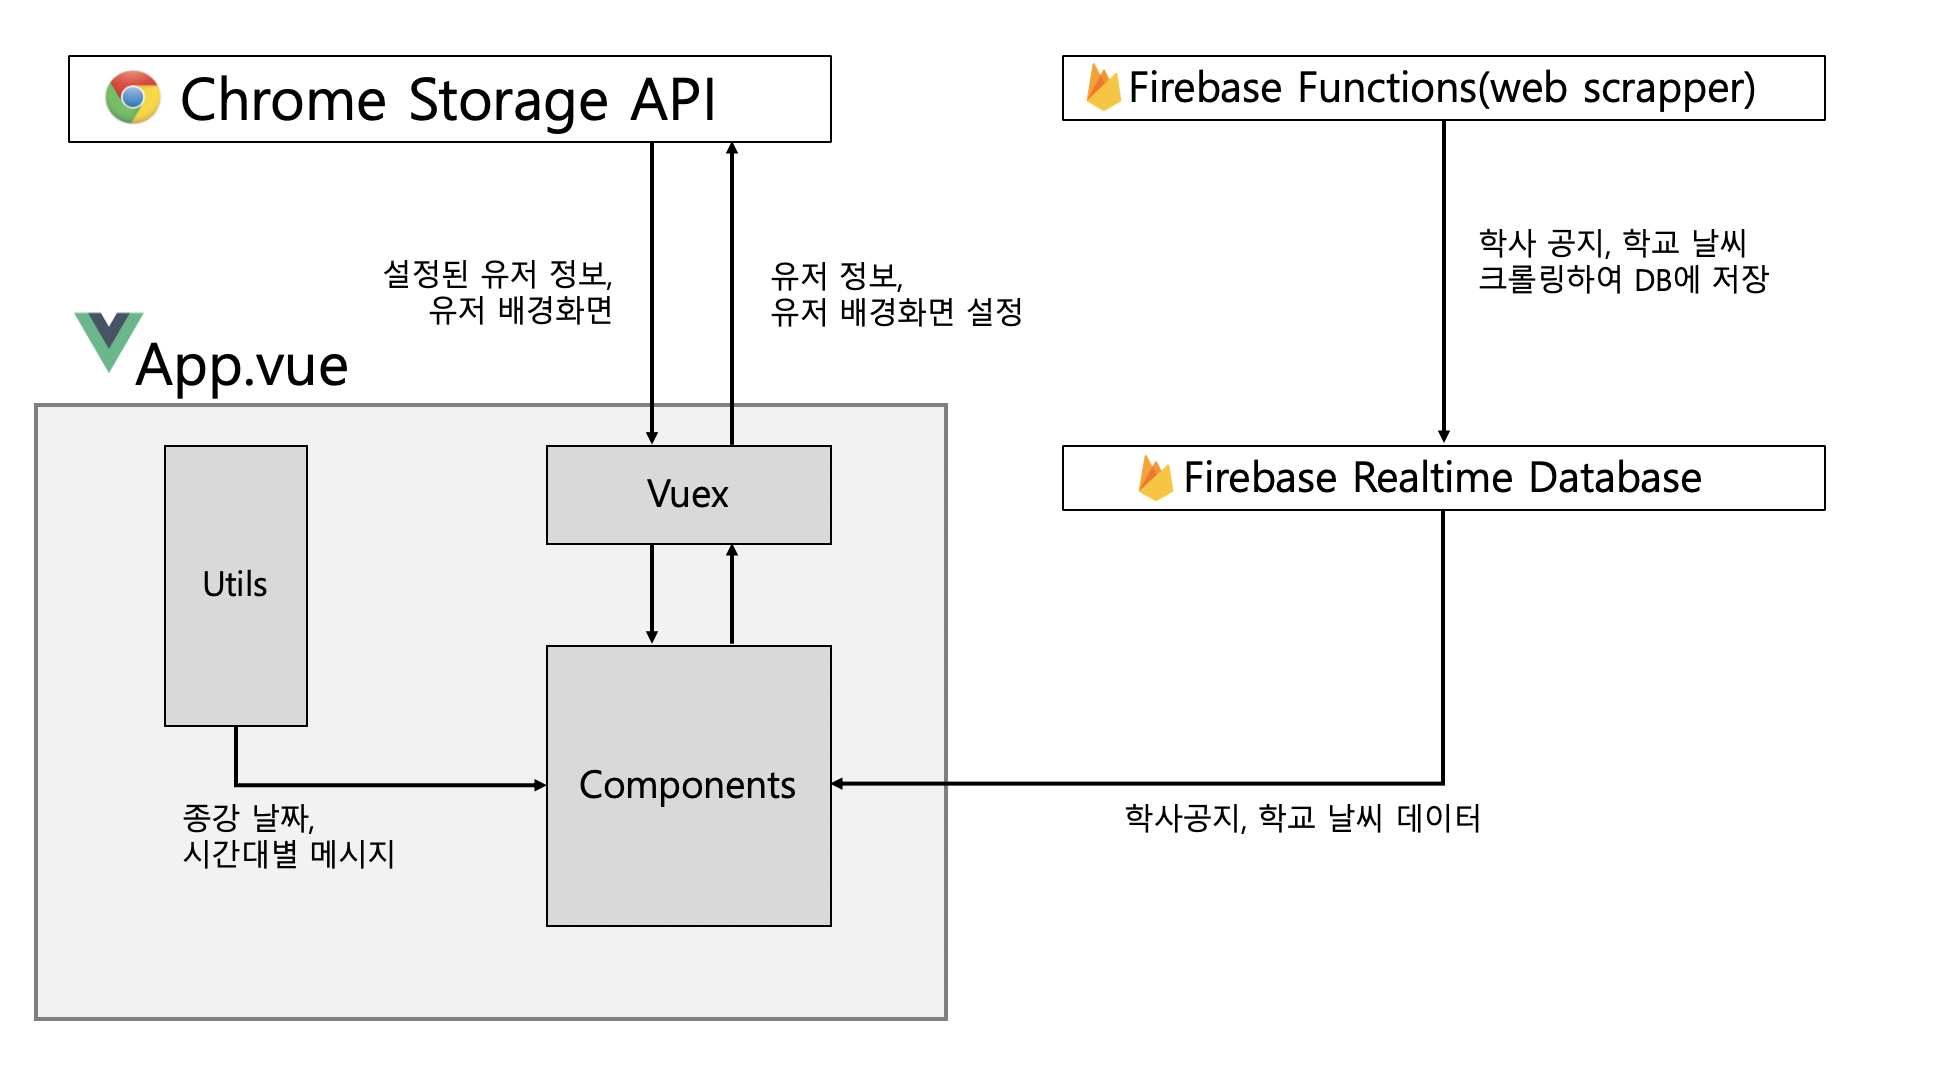 Chrome Storage API
Firebase Functions(web scrapper)
설정된 유저 정보,
유저 배경화면
유저 정보,
유저 배경화면 설정
학사 공지, 학교 날씨
크롤링하여 DB에 저장
App.vue
Utils
Vuex
Firebase Realtime Database
Components
종강 날짜,
시간대별 메시지
학사공지, 학교 날씨 데이터